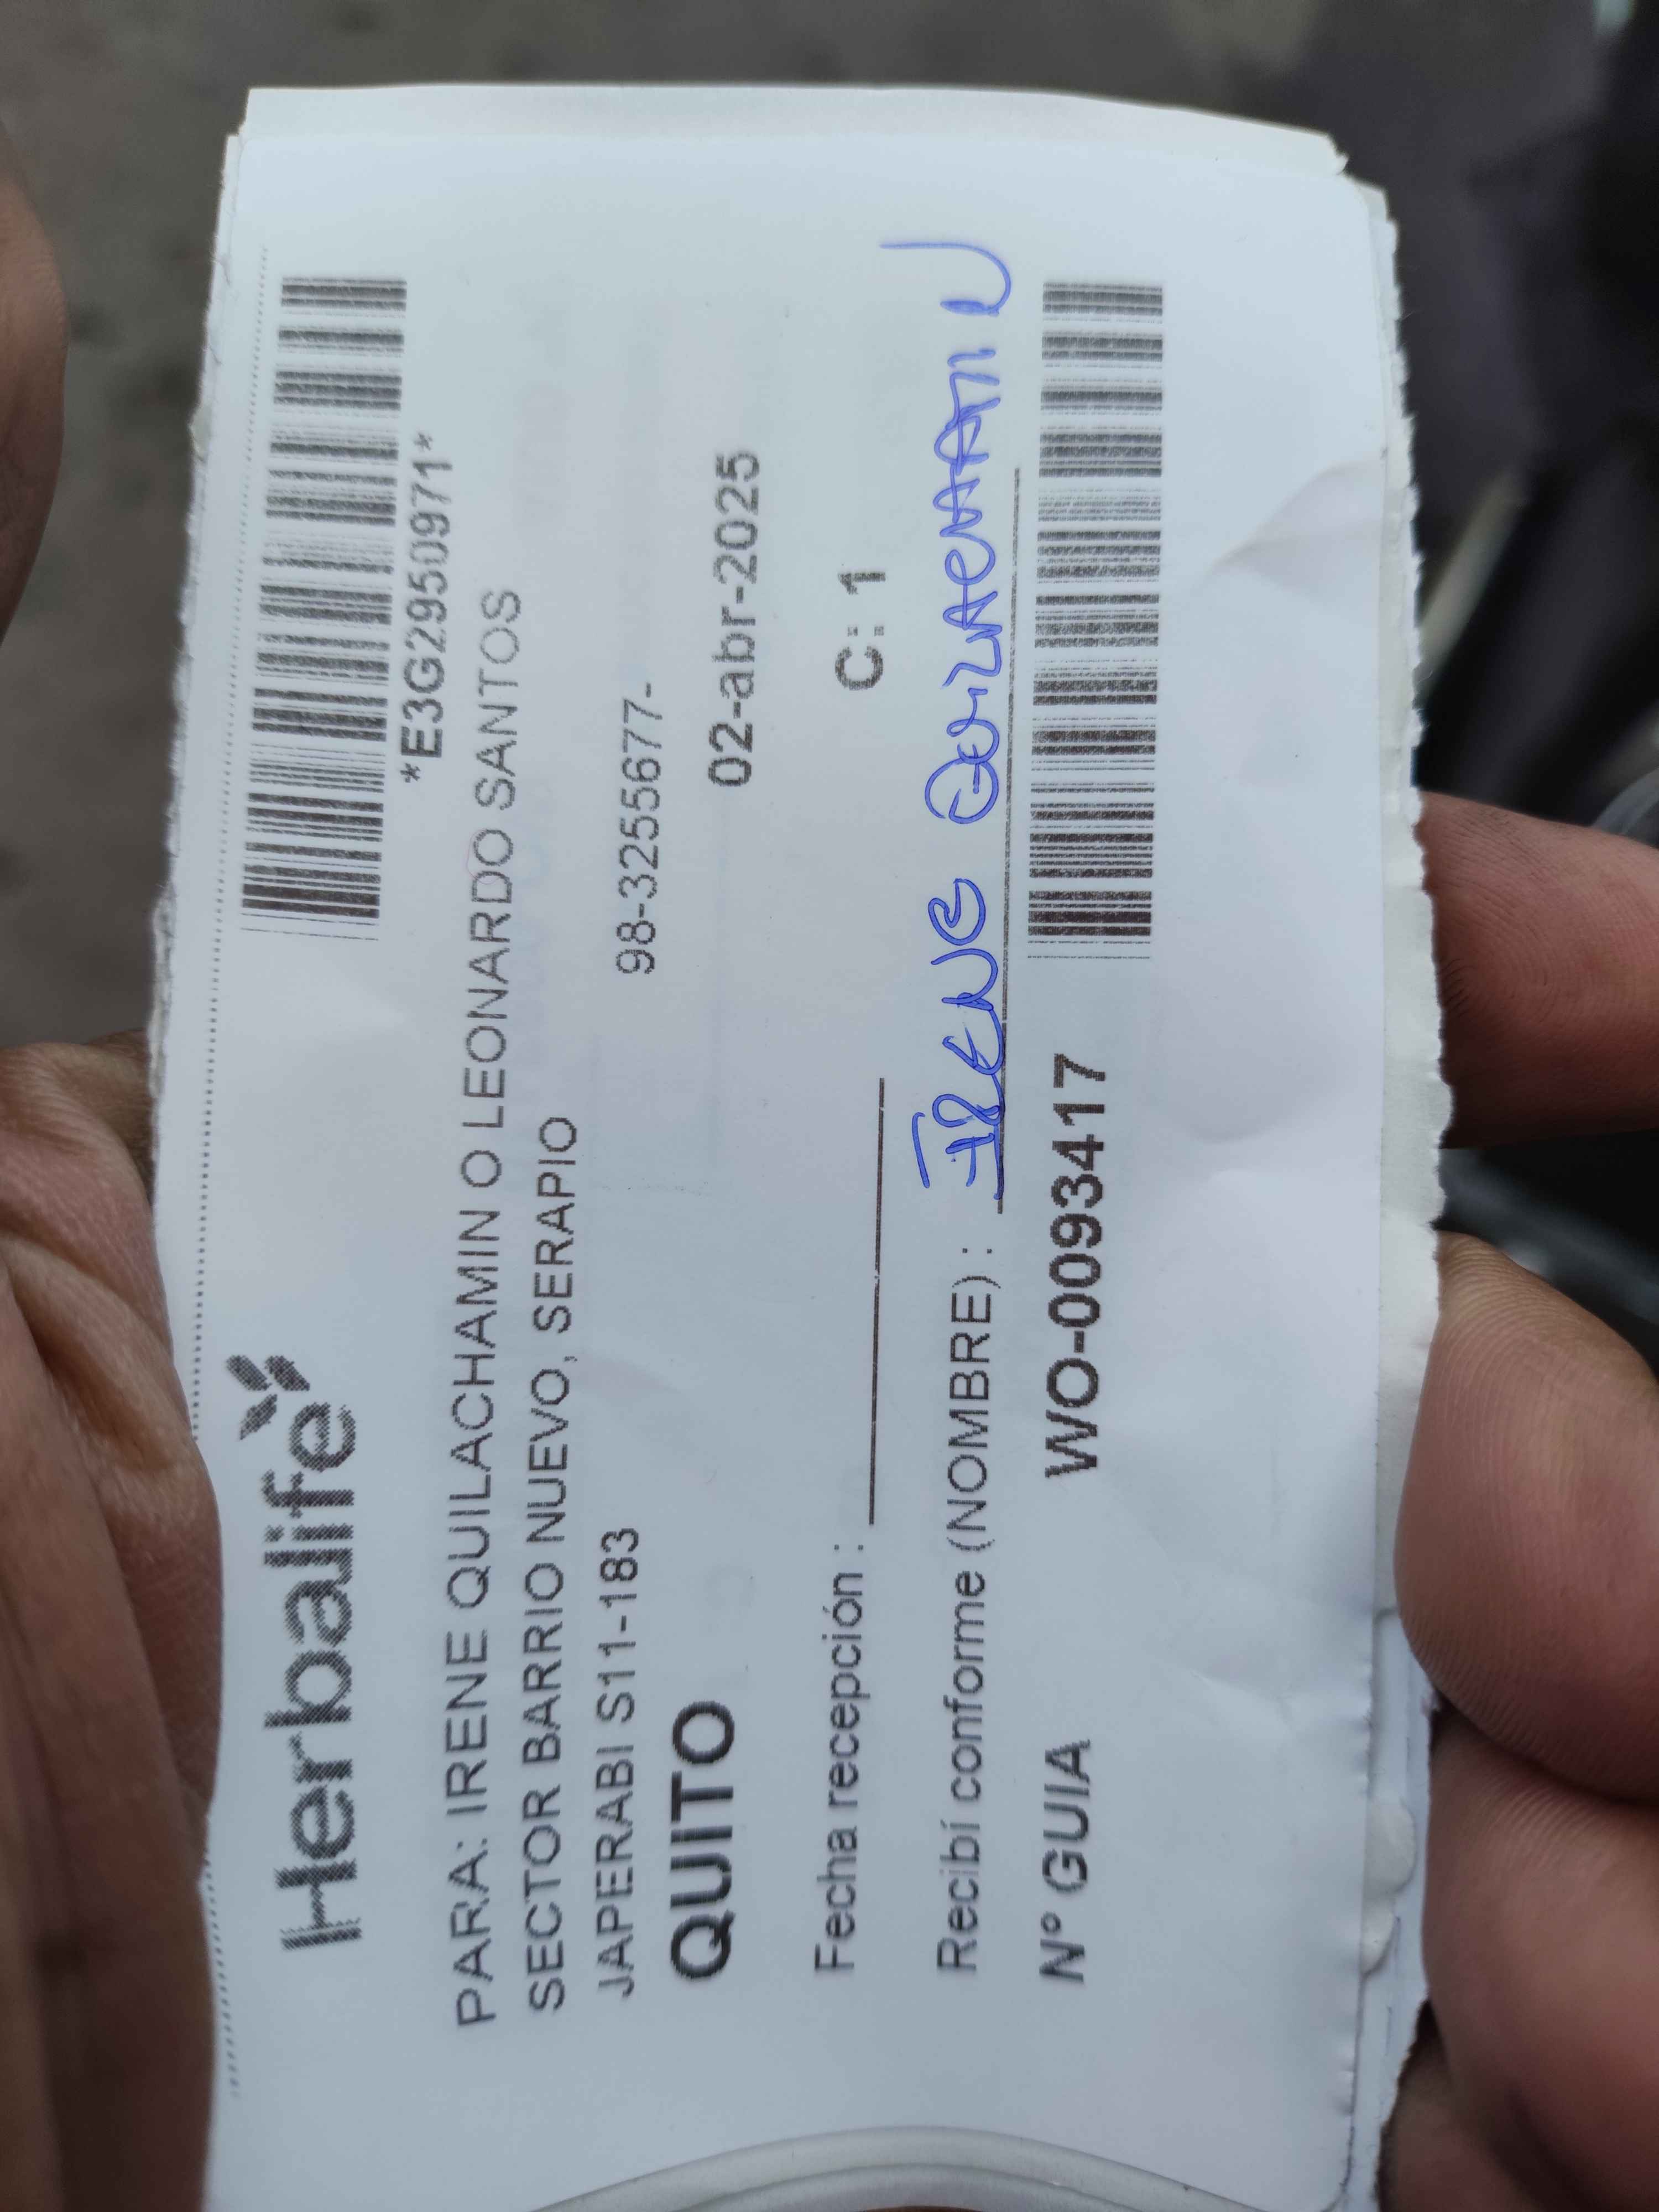 Herbalife
*E3G2950971*
PARA: IRENE QUILACHAMIN O LEONARDO SANTOS
SECTOR BARRIO NUEVO, SERAPIO
JAPERABI S11-183 98-3255677-
QUITO 02-abr-2025
Fecha recepción : C: 1
Recibí conforme (NOMBRE) : IRENE
Nº GUIA WO-0093417